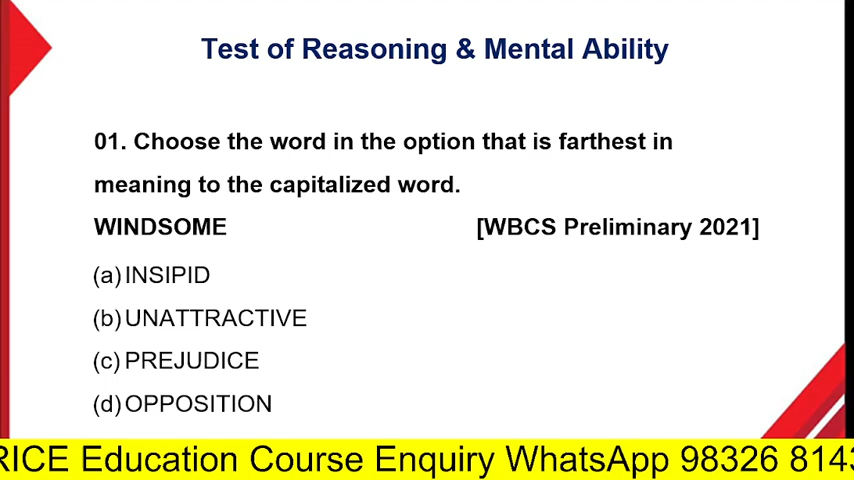 Test of Reasoning & Mental Ability
01. Choose the word in the option that is farthest in
meaning to the capitalized word.
WINDSOME [WBCS Preliminary 2021]
(a) INSIPID
(b) UNATTRACTIVE
(c) PREJUDICE
(d) OPPOSITION
RICE Education Course Enquiry WhatsApp 98326 8143